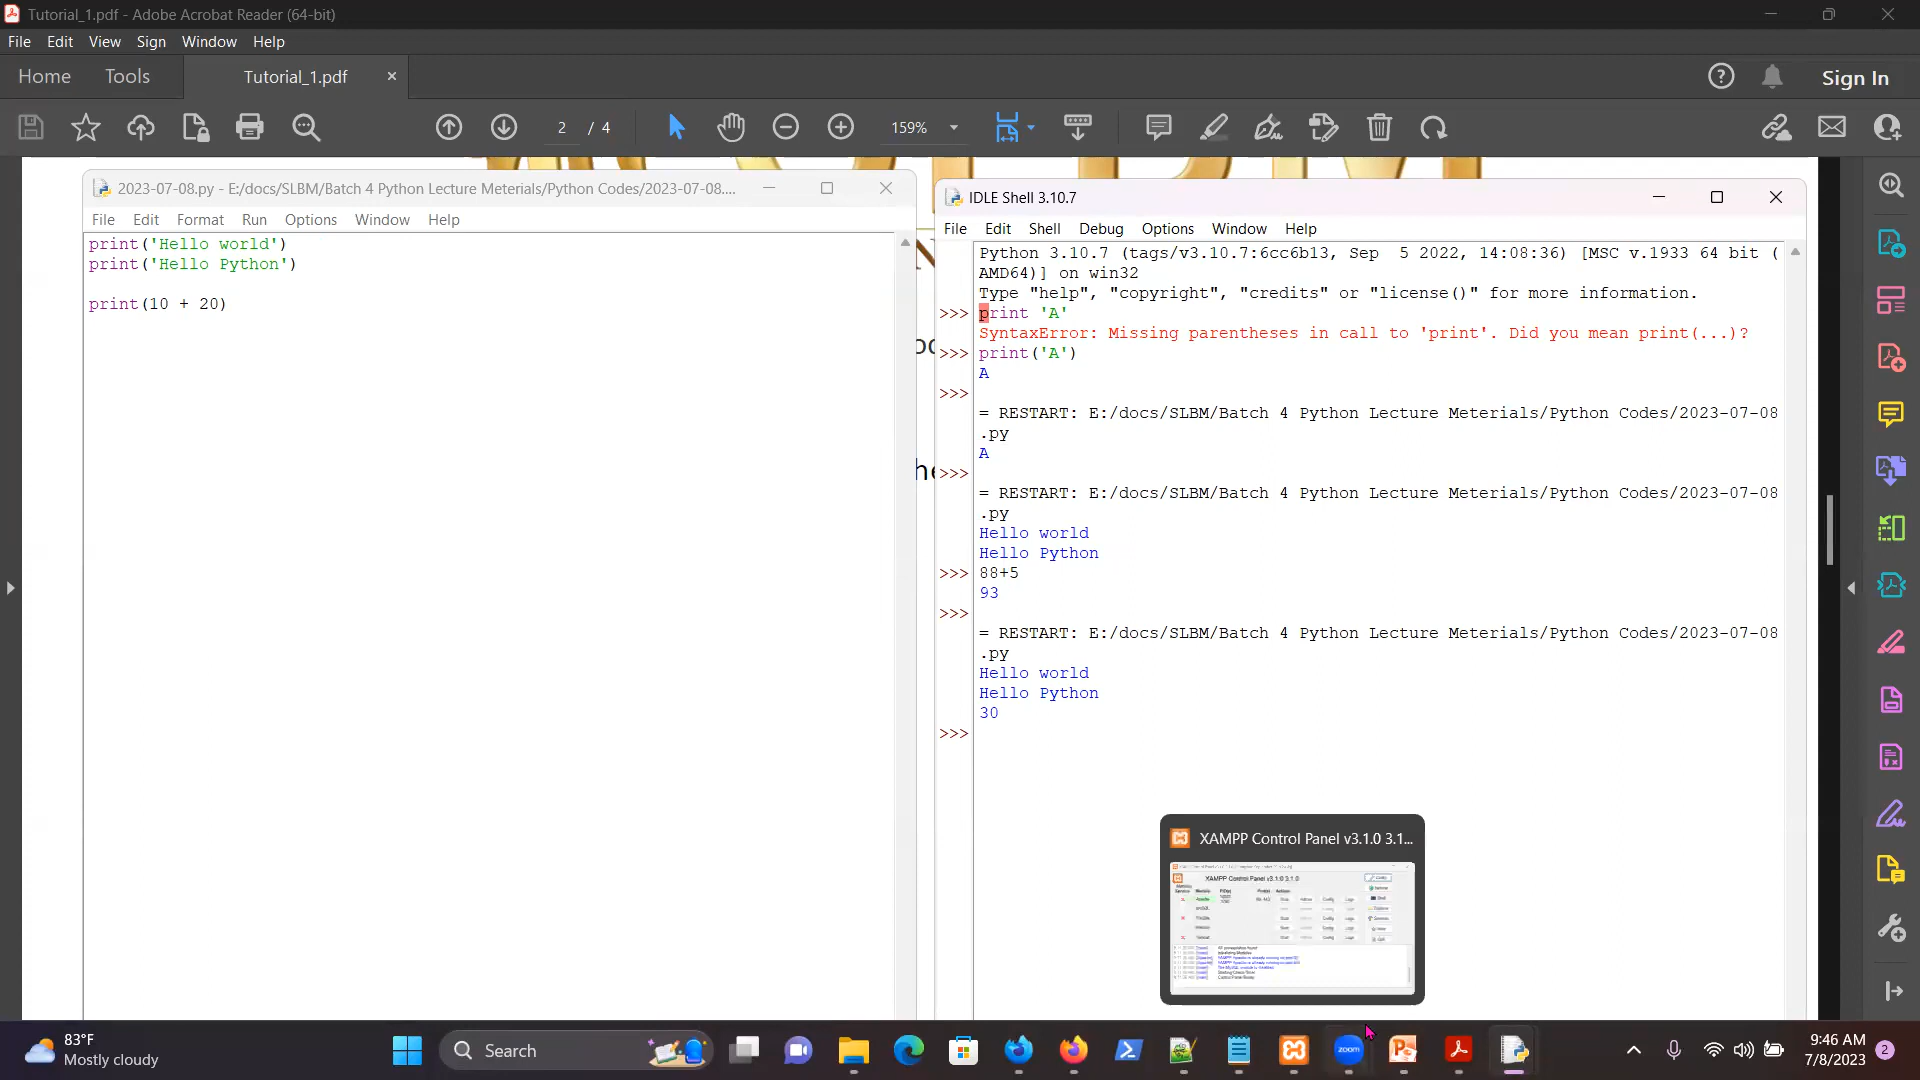 Tutorial_1.pdf - Adobe Acrobat Reader (64-bit)
File Edit View Sign Window Help
Home Tools Tutorial_1.pdf × Sign In
2 / 4 159%
2023-07-08.py - E:/docs/SLBM/Batch 4 Python Lecture Meterials/Python Codes/2023-07-08....
File Edit Format Run Options Window Help
print('Hello world')
print('Hello Python')
print(10 + 20)
IDLE Shell 3.10.7
File Edit Shell Debug Options Window Help
Python 3.10.7 (tags/v3.10.7:6cc6b13, Sep  5 2022, 14:08:36) [MSC v.1933 64 bit (
AMD64)] on win32
Type "help", "copyright", "credits" or "license()" for more information.
>>> print 'A'
SyntaxError: Missing parentheses in call to 'print'. Did you mean print(...)?
>>> print('A')
A
>>>
= RESTART: E:/docs/SLBM/Batch 4 Python Lecture Meterials/Python Codes/2023-07-08
.py
A
>>>
= RESTART: E:/docs/SLBM/Batch 4 Python Lecture Meterials/Python Codes/2023-07-08
.py
Hello world
Hello Python
>>> 88+5
93
>>>
= RESTART: E:/docs/SLBM/Batch 4 Python Lecture Meterials/Python Codes/2023-07-08
.py
Hello world
Hello Python
30
>>>
XAMPP Control Panel v3.1.0 3.1...
XAMPP Control Panel v3.1.0 3.1.0
83°F
Mostly cloudy
Search
zoom
9:46 AM
7/8/2023
2